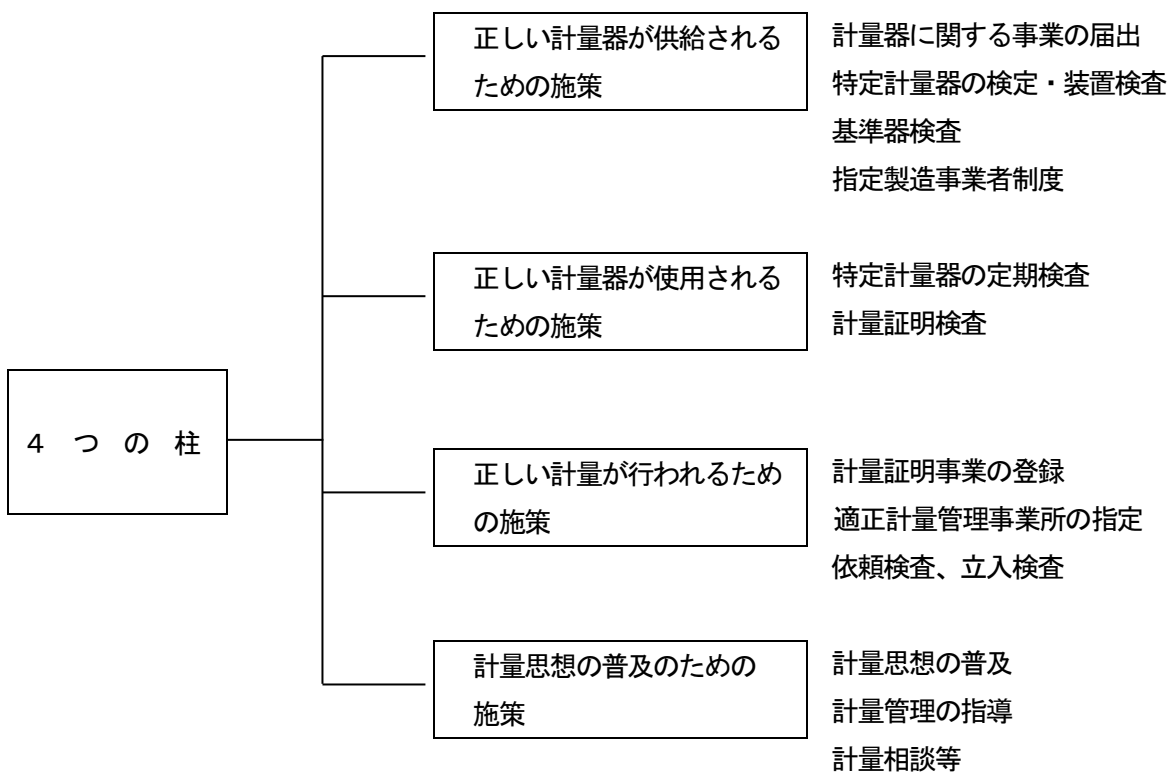 正しい計量器が供給される
ための施策
計量器に関する事業の届出
特定計量器の検定・装置検査
基準器検査
指定製造事業者制度
正しい計量器が使用される
ための施策
特定計量器の定期検査
計量証明検査
４つの柱
正しい計量が行われるため
の施策
計量証明事業の登録
適正計量管理事業所の指定
依頼検査、立入検査
計量思想の普及のための
施策
計量思想の普及
計量管理の指導
計量相談等